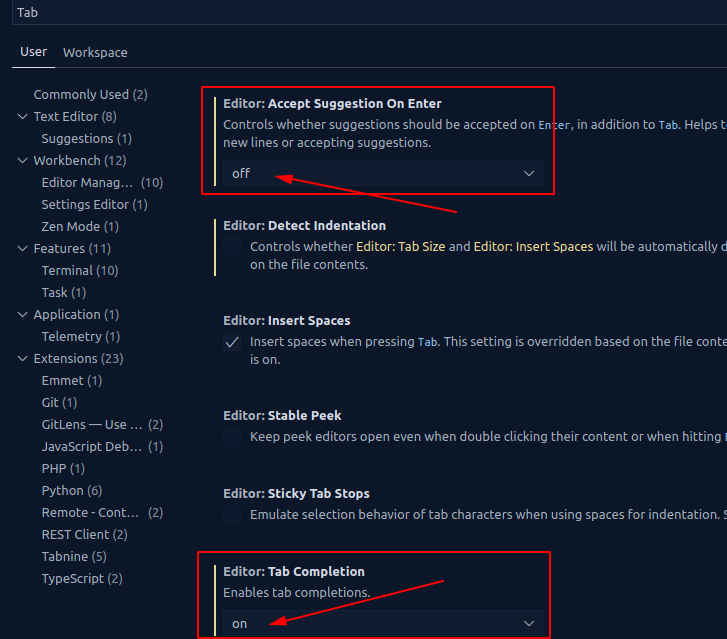 Tab
User Workspace
Commonly Used (2)
Text Editor (8)
Suggestions (1)
Workbench (12)
Editor Manag... (10)
Settings Editor (1)
Zen Mode (1)
Features (11)
Terminal (10)
Task (1)
Application (1)
Telemetry (1)
Extensions (23)
Emmet (1)
Git (1)
GitLens — Use ... (2)
JavaScript Deb... (1)
PHP (1)
Python (6)
Remote - Cont... (2)
REST Client (2)
Tabnine (5)
TypeScript (2)
Editor: Accept Suggestion On Enter
Controls whether suggestions should be accepted on Enter, in addition to Tab. Helps t
new lines or accepting suggestions.
off
Editor: Detect Indentation
Controls whether Editor: Tab Size and Editor: Insert Spaces will be automatically d
on the file contents.
Editor: Insert Spaces
Insert spaces when pressing Tab. This setting is overridden based on the file conte
is on.
Editor: Stable Peek
Keep peek editors open even when double clicking their content or when hitting
Editor: Sticky Tab Stops
Emulate selection behavior of tab characters when using spaces for indentation. S
Editor: Tab Completion
Enables tab completions.
on